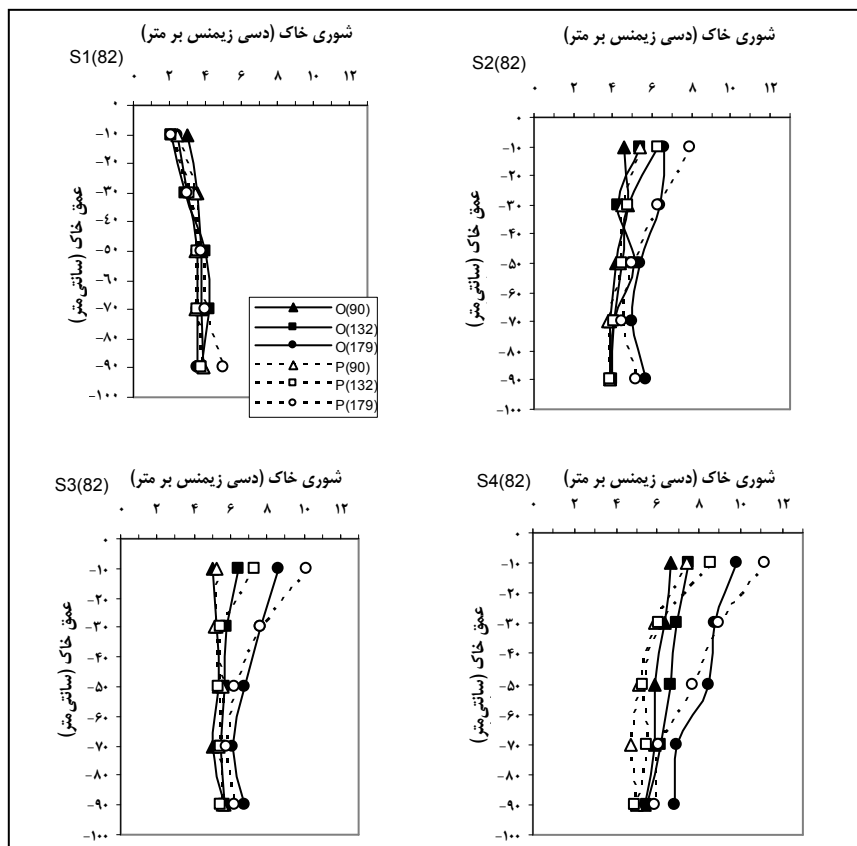 شوری خاک (دسی زیمنس بر متر)
S1(82)
۰ ۲ ۴ ۶ ۸ ۱۰ ۱۲
۰
-۱۰
-۲۰
-۳۰
-۴۰
-۵۰
-۶۰
-۷۰
-۸۰
-۹۰
-۱۰۰
عمق خاک (سانتی‌متر)
O(90)
O(132)
O(179)
P(90)
P(132)
P(179)
شوری خاک (دسی زیمنس بر متر)
S2(82)
۰ ۲ ۴ ۶ ۸ ۱۰ ۱۲
۰
-۱۰
-۲۰
-۳۰
-۴۰
-۵۰
-۶۰
-۷۰
-۸۰
-۹۰
-۱۰۰
عمق خاک (سانتی‌متر)
شوری خاک (دسی زیمنس بر متر)
S3(82)
۰ ۲ ۴ ۶ ۸ ۱۰ ۱۲
۰
-۱۰
-۲۰
-۳۰
-۴۰
-۵۰
-۶۰
-۷۰
-۸۰
-۹۰
-۱۰۰
عمق خاک (سانتی‌متر)
شوری خاک (دسی زیمنس بر متر)
S4(82)
۰ ۲ ۴ ۶ ۸ ۱۰ ۱۲
۰
-۱۰
-۲۰
-۳۰
-۴۰
-۵۰
-۶۰
-۷۰
-۸۰
-۹۰
-۱۰۰
عمق خاک (سانتی‌متر)